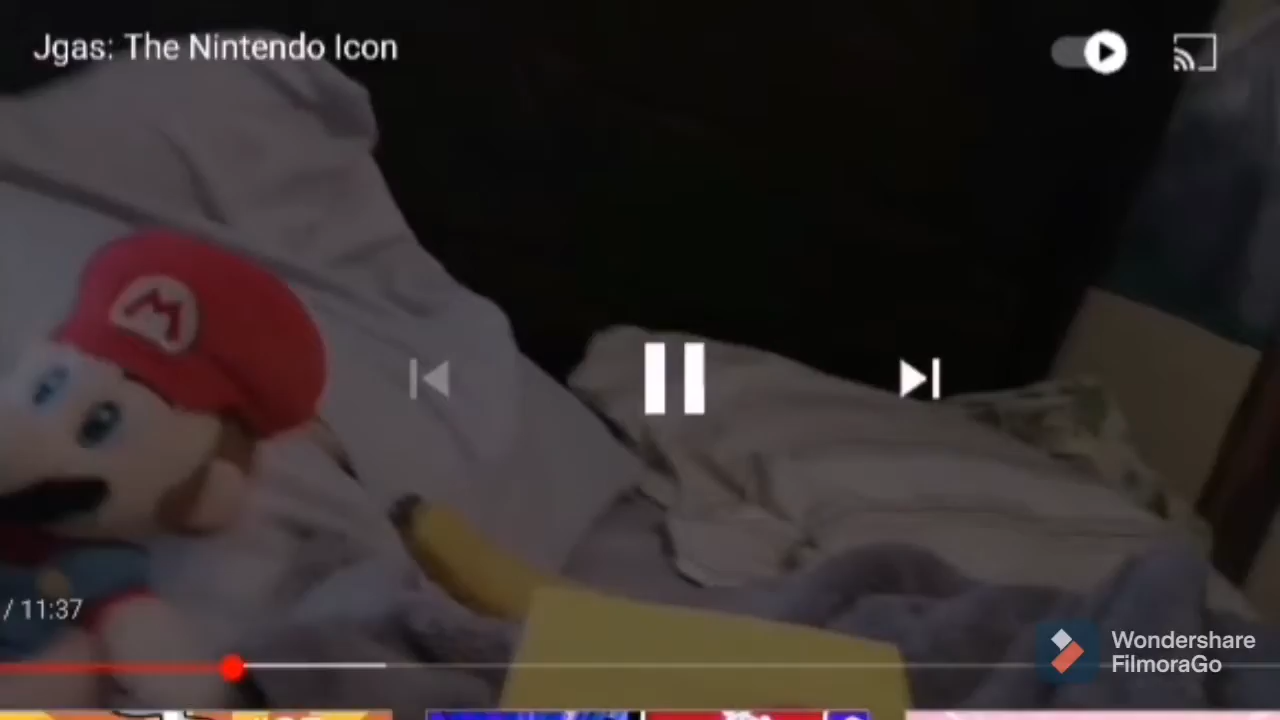 Jgas: The Nintendo Icon
M
/ 11:37
Wondershare
FilmoraGo